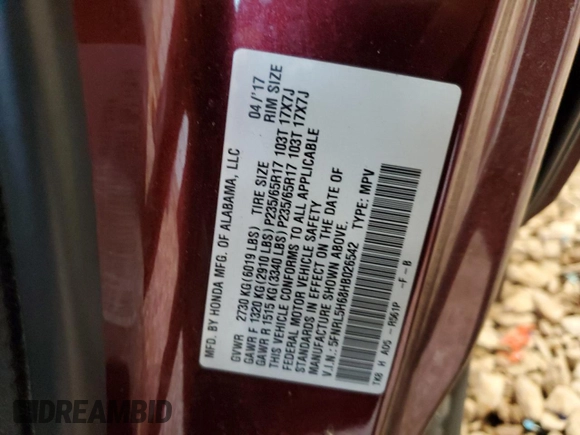 MFD. BY HONDA MFG. OF ALABAMA, LLC 04/'17
GVWR 2730 KG(6019 LBS) TIRE SIZE RIM SIZE
GAWR F 1320 KG(2910 LBS)P235/65R17 103T 17X7J
GAWR R 1515 KG(3340 LBS)P235/65R17 103T 17X7J
THIS VEHICLE CONFORMS TO ALL APPLICABLE
FEDERAL MOTOR VEHICLE SAFETY
STANDARDS IN EFFECT ON THE DATE OF
MANUFACTURE SHOWN ABOVE.
V.I.N.: 5FNRL5H68HB026542 TYPE: MPV
TK8 H A05 - R561P -F-B
DREAMBID